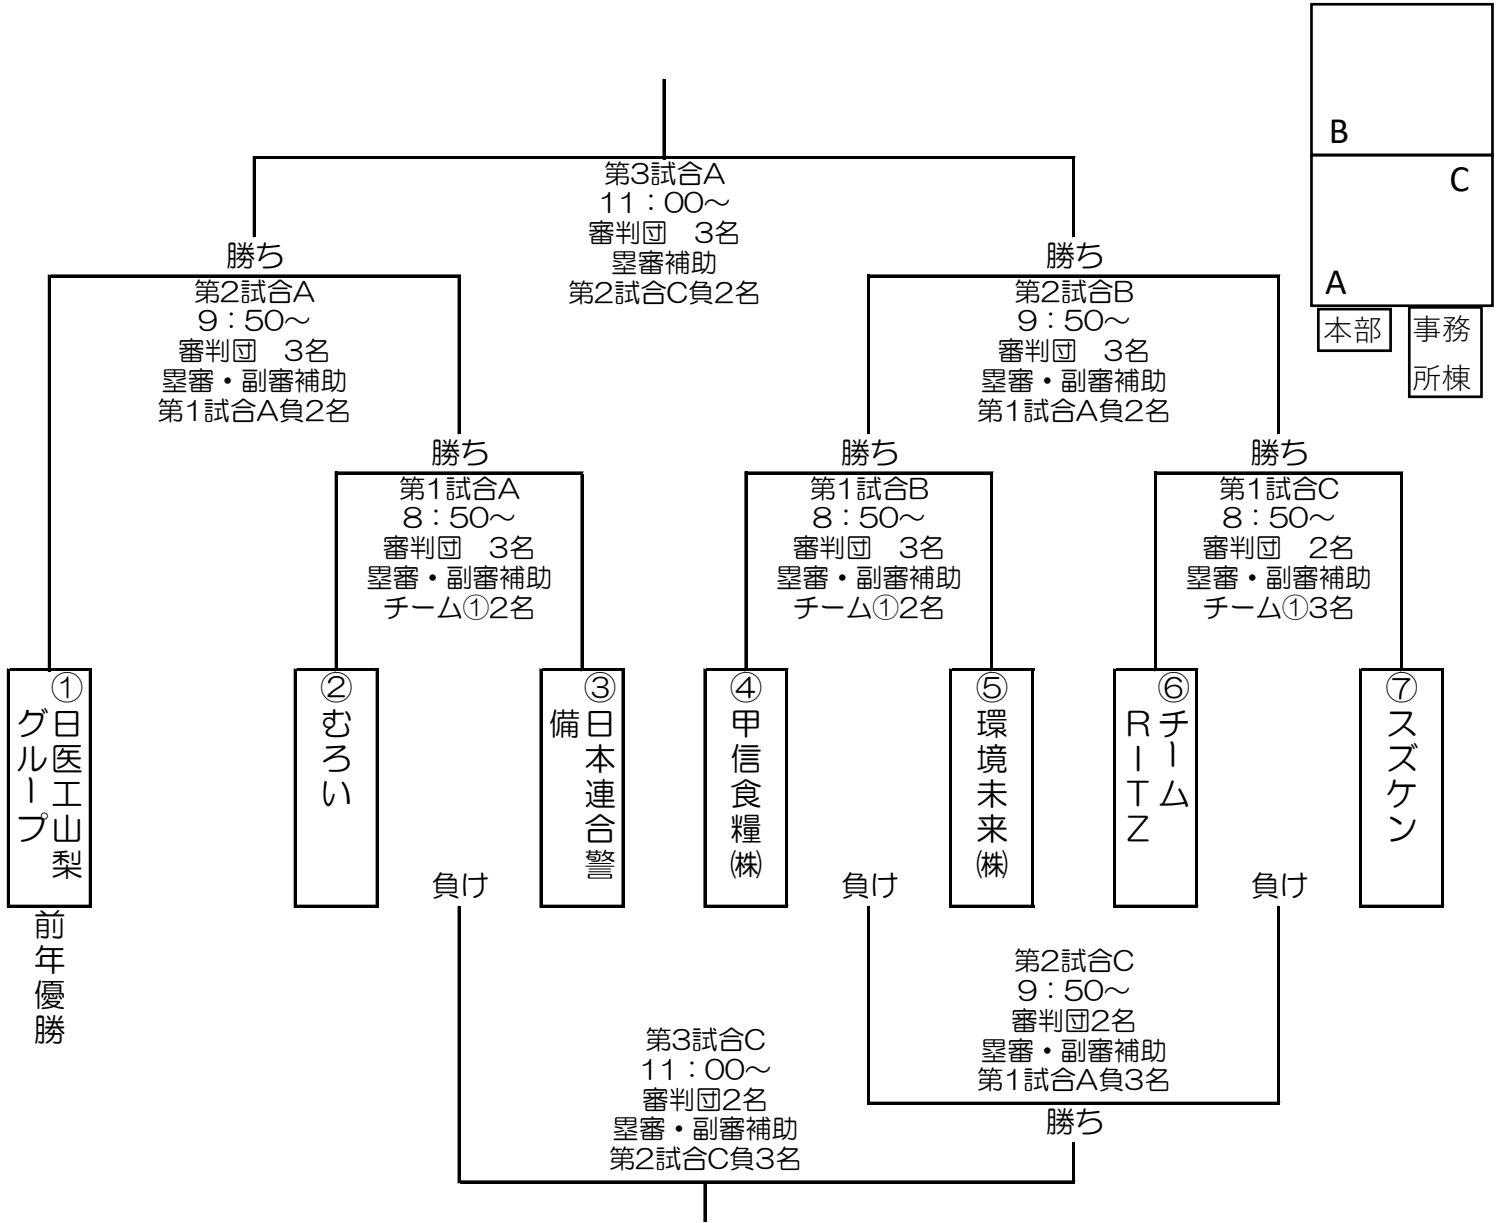 B
C
A
本部
事務
所棟
第3試合A
11：00～
審判団　3名
塁審補助
第2試合C負2名
勝ち
勝ち
第2試合A
9：50～
審判団　3名
塁審・副審補助
第1試合A負2名
第2試合B
9：50～
審判団　3名
塁審・副審補助
第1試合A負2名
勝ち
勝ち
勝ち
第1試合A
8：50～
審判団　3名
塁審・副審補助
チーム①2名
第1試合B
8：50～
審判団　3名
塁審・副審補助
チーム①2名
第1試合C
8：50～
審判団　2名
塁審・副審補助
チーム①3名
①日医工山梨
グループ
②むろい
③日本連合警
備
④甲信食糧㈱
⑤環境未来㈱
⑥チーム
RITZ
⑦スズケン
前年優勝
負け
負け
負け
第2試合C
9：50～
審判団2名
塁審・副審補助
第1試合A負3名
勝ち
第3試合C
11：00～
審判団2名
塁審・副審補助
第2試合C負3名